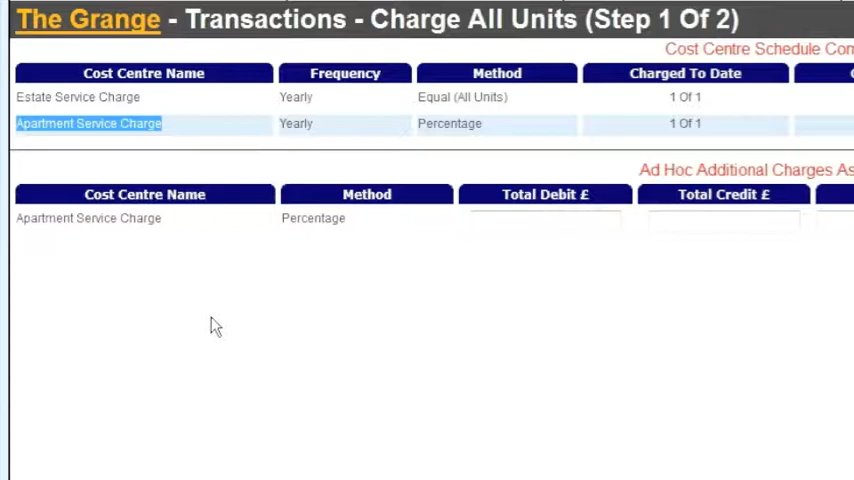 The Grange - Transactions - Charge All Units (Step 1 Of 2)
Cost Centre Schedule
Cost Centre Name Frequency Method Charged To Date
Estate Service Charge Yearly Equal (All Units) 1 Of 1
Apartment Service Charge Yearly Percentage 1 Of 1
Ad Hoc Additional Charges
Cost Centre Name Method Total Debit £ Total Credit £
Apartment Service Charge Percentage